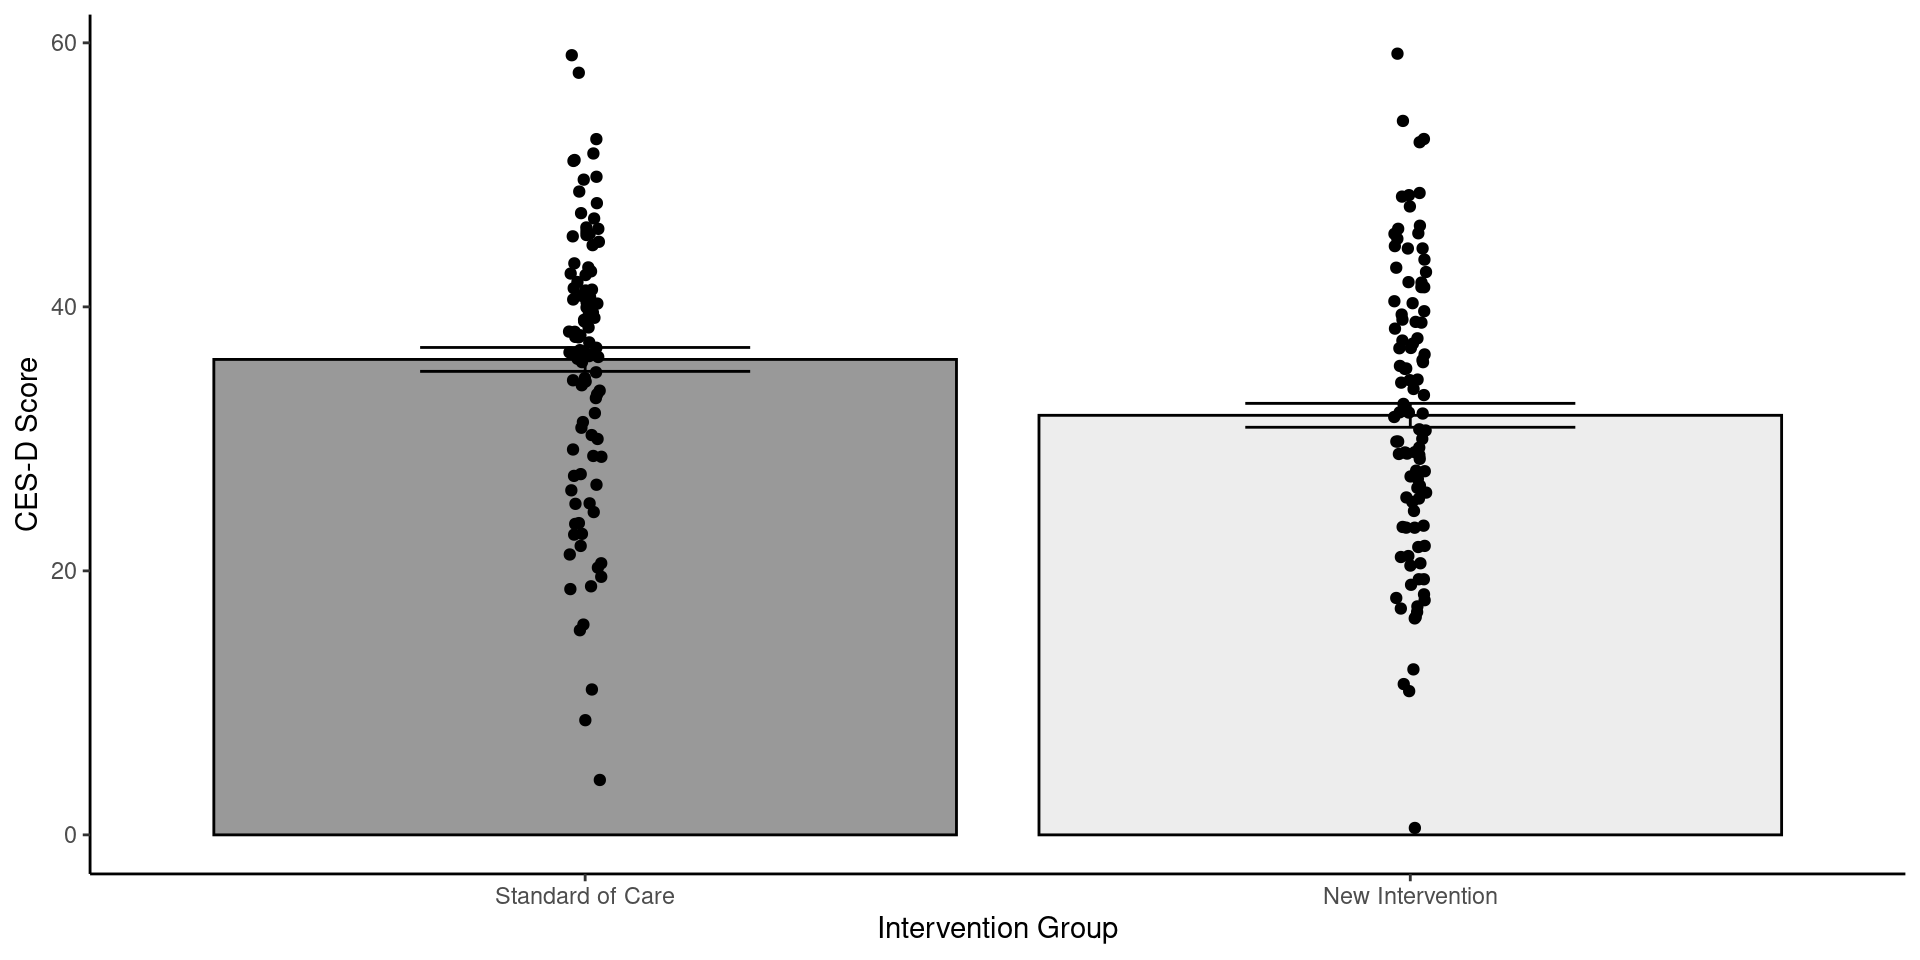 CES-D Score
60
40
20
0
Standard of Care
New Intervention
Intervention Group